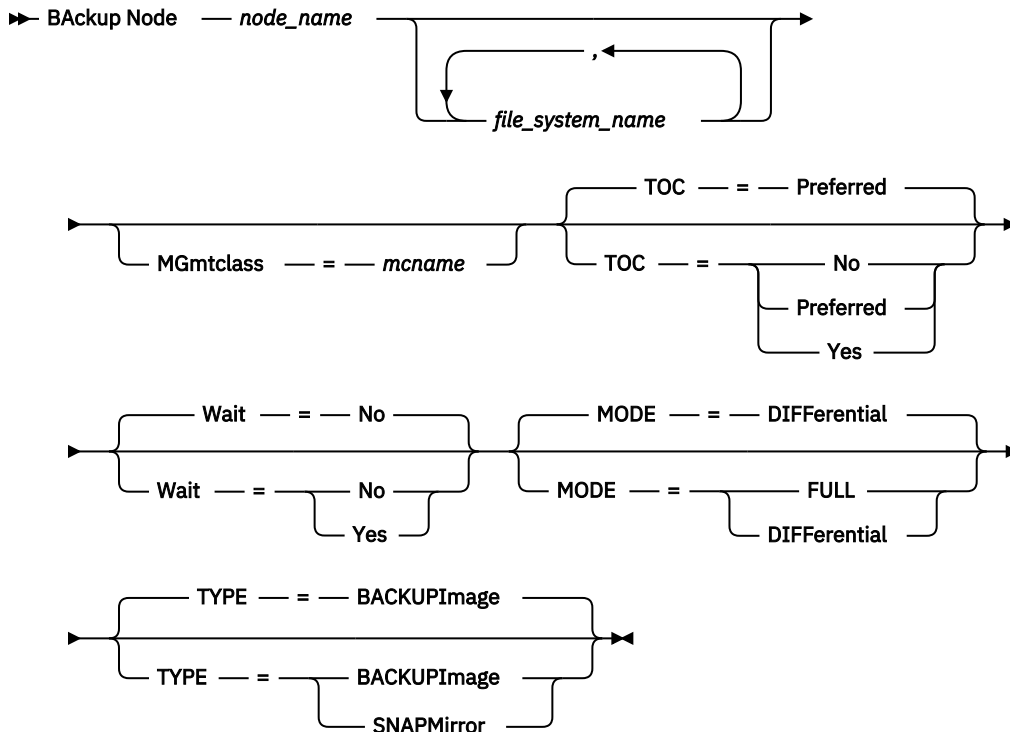 BAckup Node — node_name
,
file_system_name
TOC — = — Preferred
MGmtclass — = — mcname
TOC — = No
Preferred
Yes
Wait — = — No
MODE — = — DIFFerential
Wait — = No
MODE — = FULL
Yes
DIFFerential
TYPE — = — BACKUPImage
TYPE — = BACKUPImage
SNAPMirror